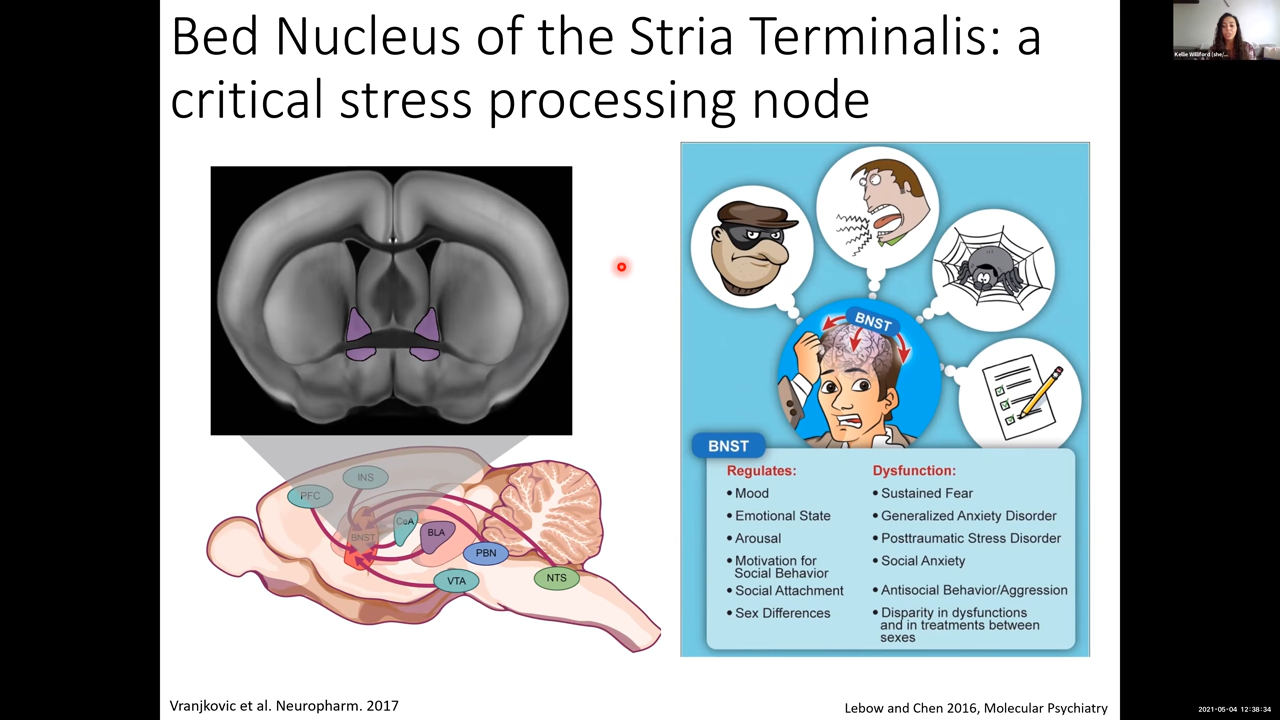 Bed Nucleus of the Stria Terminalis: a
critical stress processing node
Kellie Williford (she/...
BNST
INS
PFC
CeA
BLA
BNST
PBN
VTA
NTS
BNST
Regulates:
• Mood
• Emotional State
• Arousal
• Motivation for
Social Behavior
• Social Attachment
• Sex Differences
Dysfunction:
• Sustained Fear
• Generalized Anxiety Disorder
• Posttraumatic Stress Disorder
• Social Anxiety
• Antisocial Behavior/Aggression
• Disparity in dysfunctions
and in treatments between
sexes
Vranjkovic et al. Neuropharm. 2017
Lebow and Chen 2016, Molecular Psychiatry
2021-05-04 12:38:34